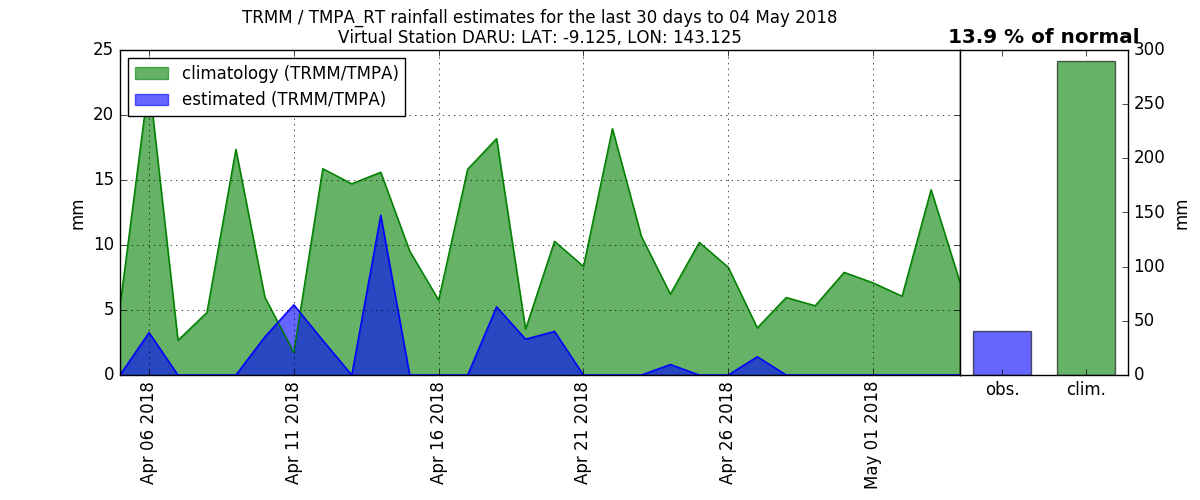 TRMM / TMPA_RT rainfall estimates for the last 30 days to 04 May 2018
Virtual Station DARU: LAT: -9.125, LON: 143.125
13.9 % of normal
climatology (TRMM/TMPA)
estimated (TRMM/TMPA)
25
20
15
10
5
0
mm
Apr 06 2018
Apr 11 2018
Apr 16 2018
Apr 21 2018
Apr 26 2018
May 01 2018
obs.
clim.
300
250
200
150
100
50
0
mm